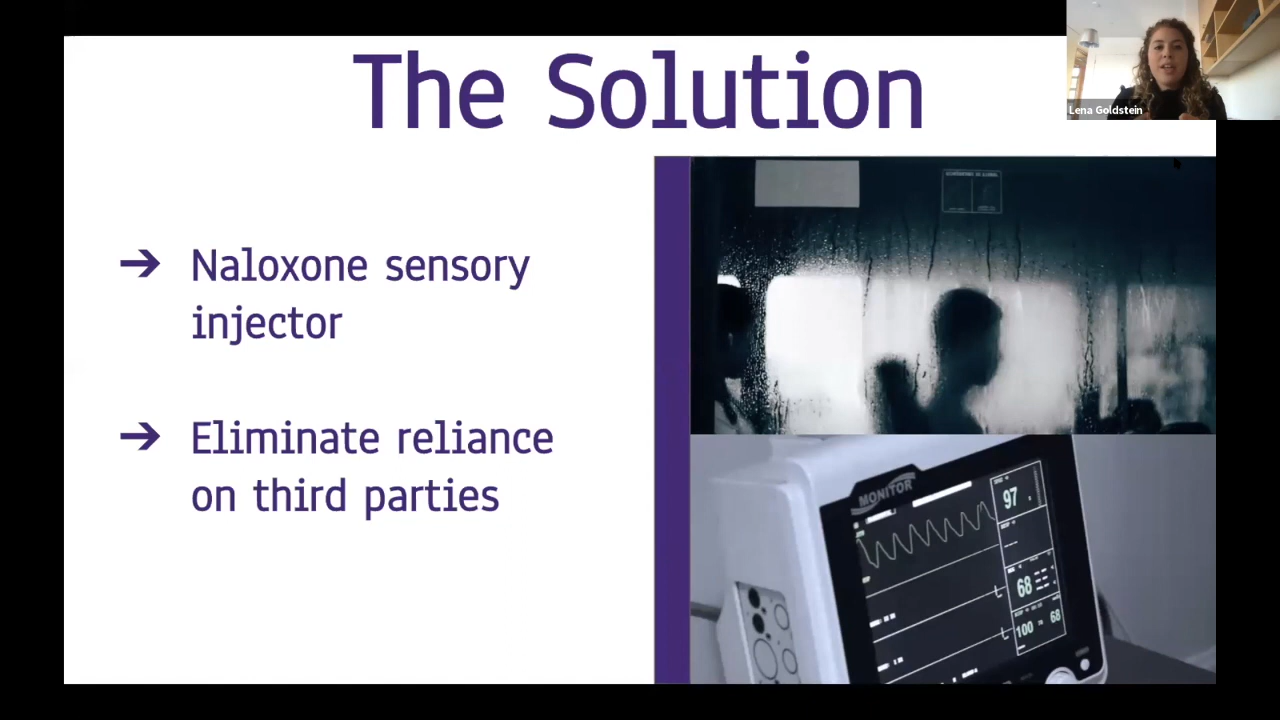 The Solution
Lena Goldstein
➔ Naloxone sensory
injector
➔ Eliminate reliance
on third parties
MONITOR
97
68
100
68